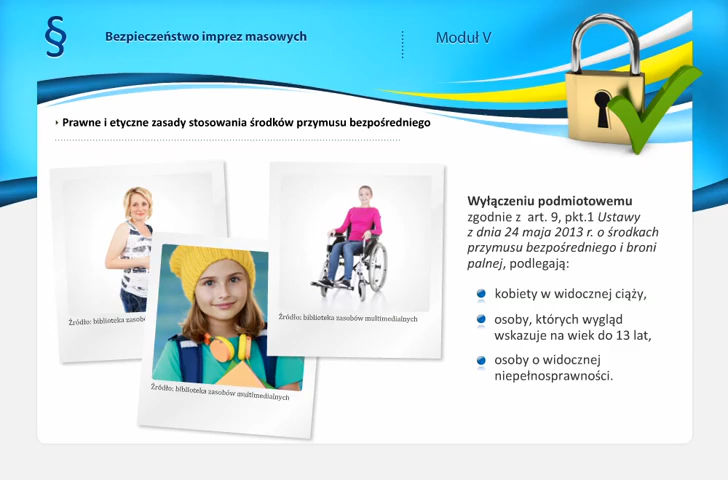 §
Bezpieczeństwo imprez masowych
Moduł V
Prawne i etyczne zasady stosowania środków przymusu bezpośredniego
Źródło: biblioteka zasobów
Źródło: biblioteka zasobów multimedialnych
Źródło: biblioteka zasobów multimedialnych
Wyłączeniu podmiotowemu
zgodnie z art. 9, pkt.1 Ustawy
z dnia 24 maja 2013 r. o środkach
przymusu bezpośredniego i broni
palnej, podlegają:
kobiety w widocznej ciąży,
osoby, których wygląd
wskazuje na wiek do 13 lat,
osoby o widocznej
niepełnosprawności.